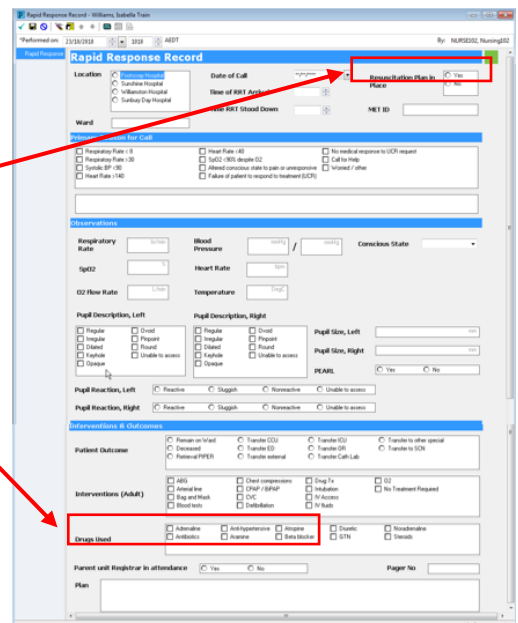 Rapid Response Record - Williams, Isabella Train
*Performed on: 23/10/2018 1018 AEDT By: NURSE102, Nursing102
Rapid Response
Rapid Response Record
Location Footscray Hospital Date of Call **/**/**** Resuscitation Plan in Place Yes
Sunshine Hospital No
Williamstown Hospital Time of RRT Arrival
Sunbury Day Hospital
Time RRT Stood Down MET ID
Ward
Primary Reason for Call
Respiratory Rate < 8 Heart Rate <40 No medical response to UCR request
Respiratory Rate > 30 SpO2 <90% despite O2 Call for Help
Systolic BP <90 Altered conscious state to pain or unresponsive Worried / other
Heart Rate >140 Failure of patient to respond to treatment (UCR)
Observations
Respiratory Rate br/min Blood Pressure mmHg / mmHg Conscious State
SpO2 % Heart Rate bpm
O2 Flow Rate L/min Temperature DegC
Pupil Description, Left Pupil Description, Right
Regular Ovoid Regular Ovoid Pupil Size, Left mm
Irregular Pinpoint Irregular Pinpoint
Dilated Round Dilated Round Pupil Size, Right mm
Keyhole Unable to assess Keyhole Unable to assess
Opaque Opaque PEARL Yes No
Pupil Reaction, Left Reactive Sluggish Nonreactive Unable to assess
Pupil Reaction, Right Reactive Sluggish Nonreactive Unable to assess
Interventions & Outcomes
Patient Outcome Remain on Ward Transfer CCU Transfer ICU Transfer to other special
Deceased Transfer ED Transfer OR Transfer to SCN
Retrieval PIPER Transfer external Transfer Cath Lab
Interventions (Adult) ABG Chest compressions Drug Tx O2
Arterial line CPAP / BiPAP Intubation No Treatment Required
Bag and Mask CVC IV Access
Blood tests Defibrillation IV fluids
Drugs Used Adrenaline Anti-hypertensive Atropine Diuretic Noradrenaline
Antibiotics Aramine Beta blocker GTN Steroids
Parent unit Registrar in attendance Yes No Pager No
Plan